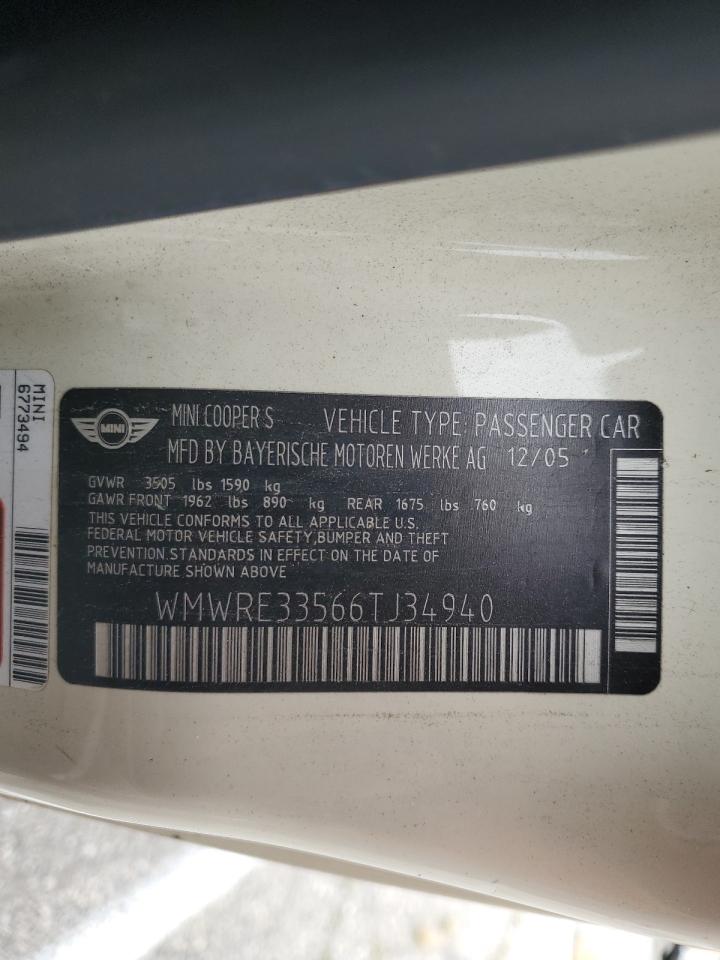 MINI
6773494
MINI
MINI COOPER S VEHICLE TYPE: PASSENGER CAR
MFD BY BAYERISCHE MOTOREN WERKE AG 12/05
GVWR 3505 lbs 1590 kg
GAWR FRONT 1962 lbs 890 kg REAR 1675 lbs 760 kg
THIS VEHICLE CONFORMS TO ALL APPLICABLE U.S.
FEDERAL MOTOR VEHICLE SAFETY,BUMPER AND THEFT
PREVENTION STANDARDS IN EFFECT ON THE DATE OF
MANUFACTURE SHOWN ABOVE
WMWRE33566TJ34940